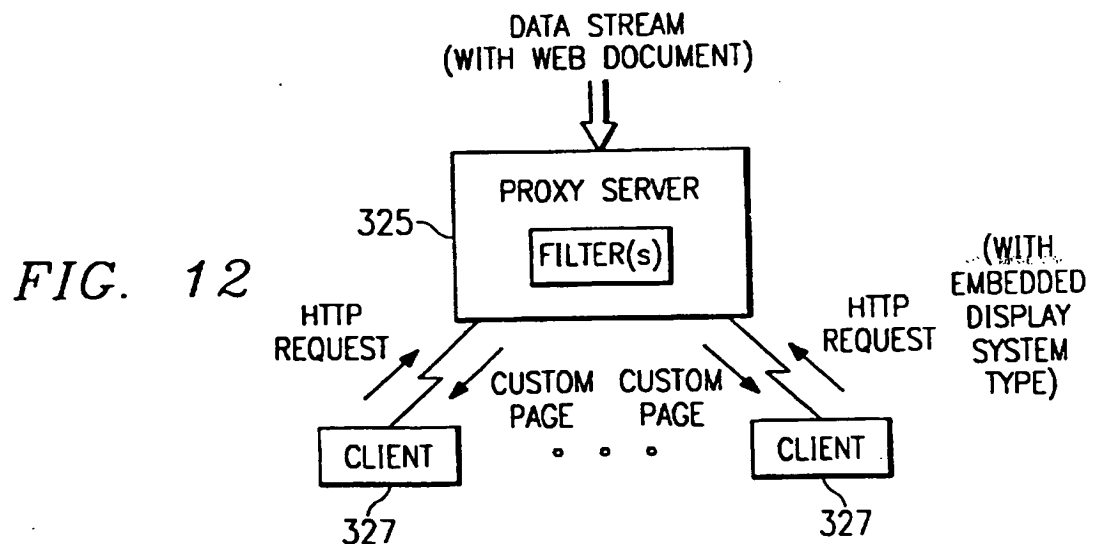 DATA STREAM
(WITH WEB DOCUMENT)
PROXY SERVER
325
FILTER(s)
FIG. 12
HTTP
REQUEST
CUSTOM
PAGE
CUSTOM
PAGE
HTTP
REQUEST
(WITH
EMBEDDED
DISPLAY
SYSTEM
TYPE)
CLIENT
CLIENT
327
327